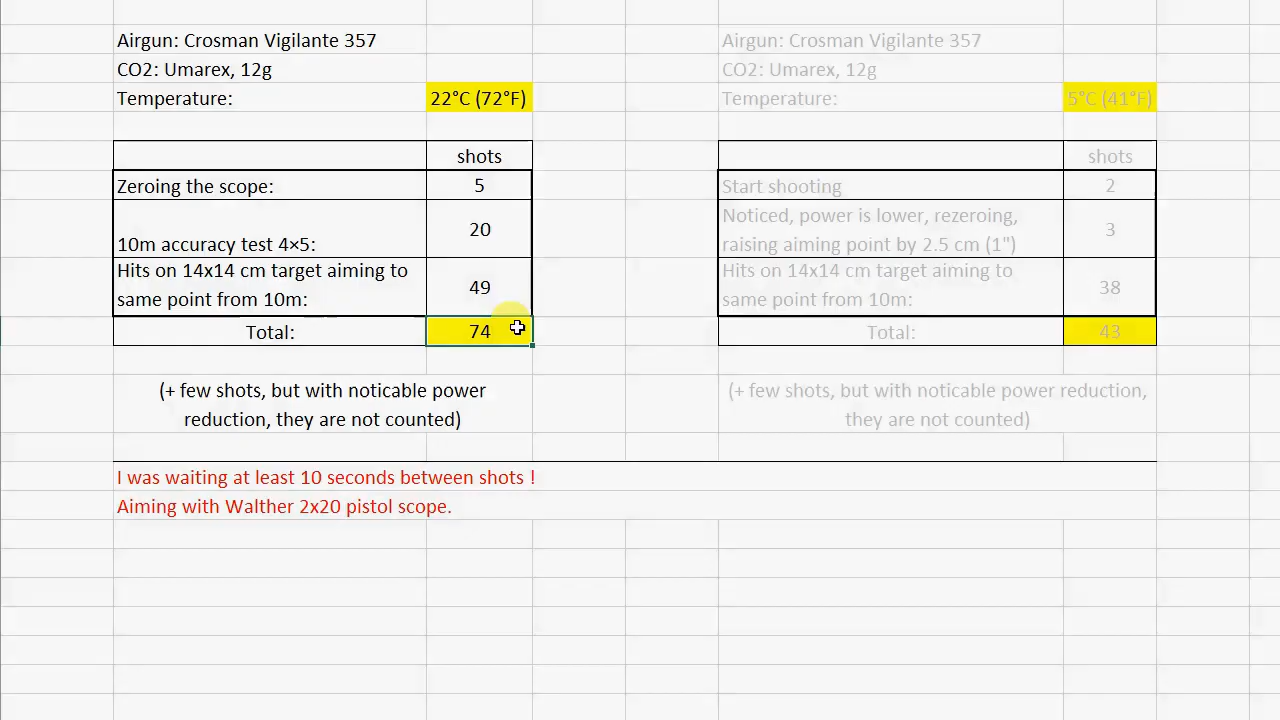 Airgun: Crosman Vigilante 357
CO2: Umarex, 12g
Temperature: 22°C (72°F)
shots
Zeroing the scope: 5
10m accuracy test 4×5: 20
Hits on 14x14 cm target aiming to
same point from 10m: 49
Total: 74
(+ few shots, but with noticable power
reduction, they are not counted)
Airgun: Crosman Vigilante 357
CO2: Umarex, 12g
Temperature: 5°C (41°F)
shots
Start shooting 2
Noticed, power is lower, rezeroing,
raising aiming point by 2.5 cm (1") 3
Hits on 14x14 cm target aiming to
same point from 10m: 38
Total: 43
(+ few shots, but with noticable power reduction,
they are not counted)
I was waiting at least 10 seconds between shots !
Aiming with Walther 2x20 pistol scope.